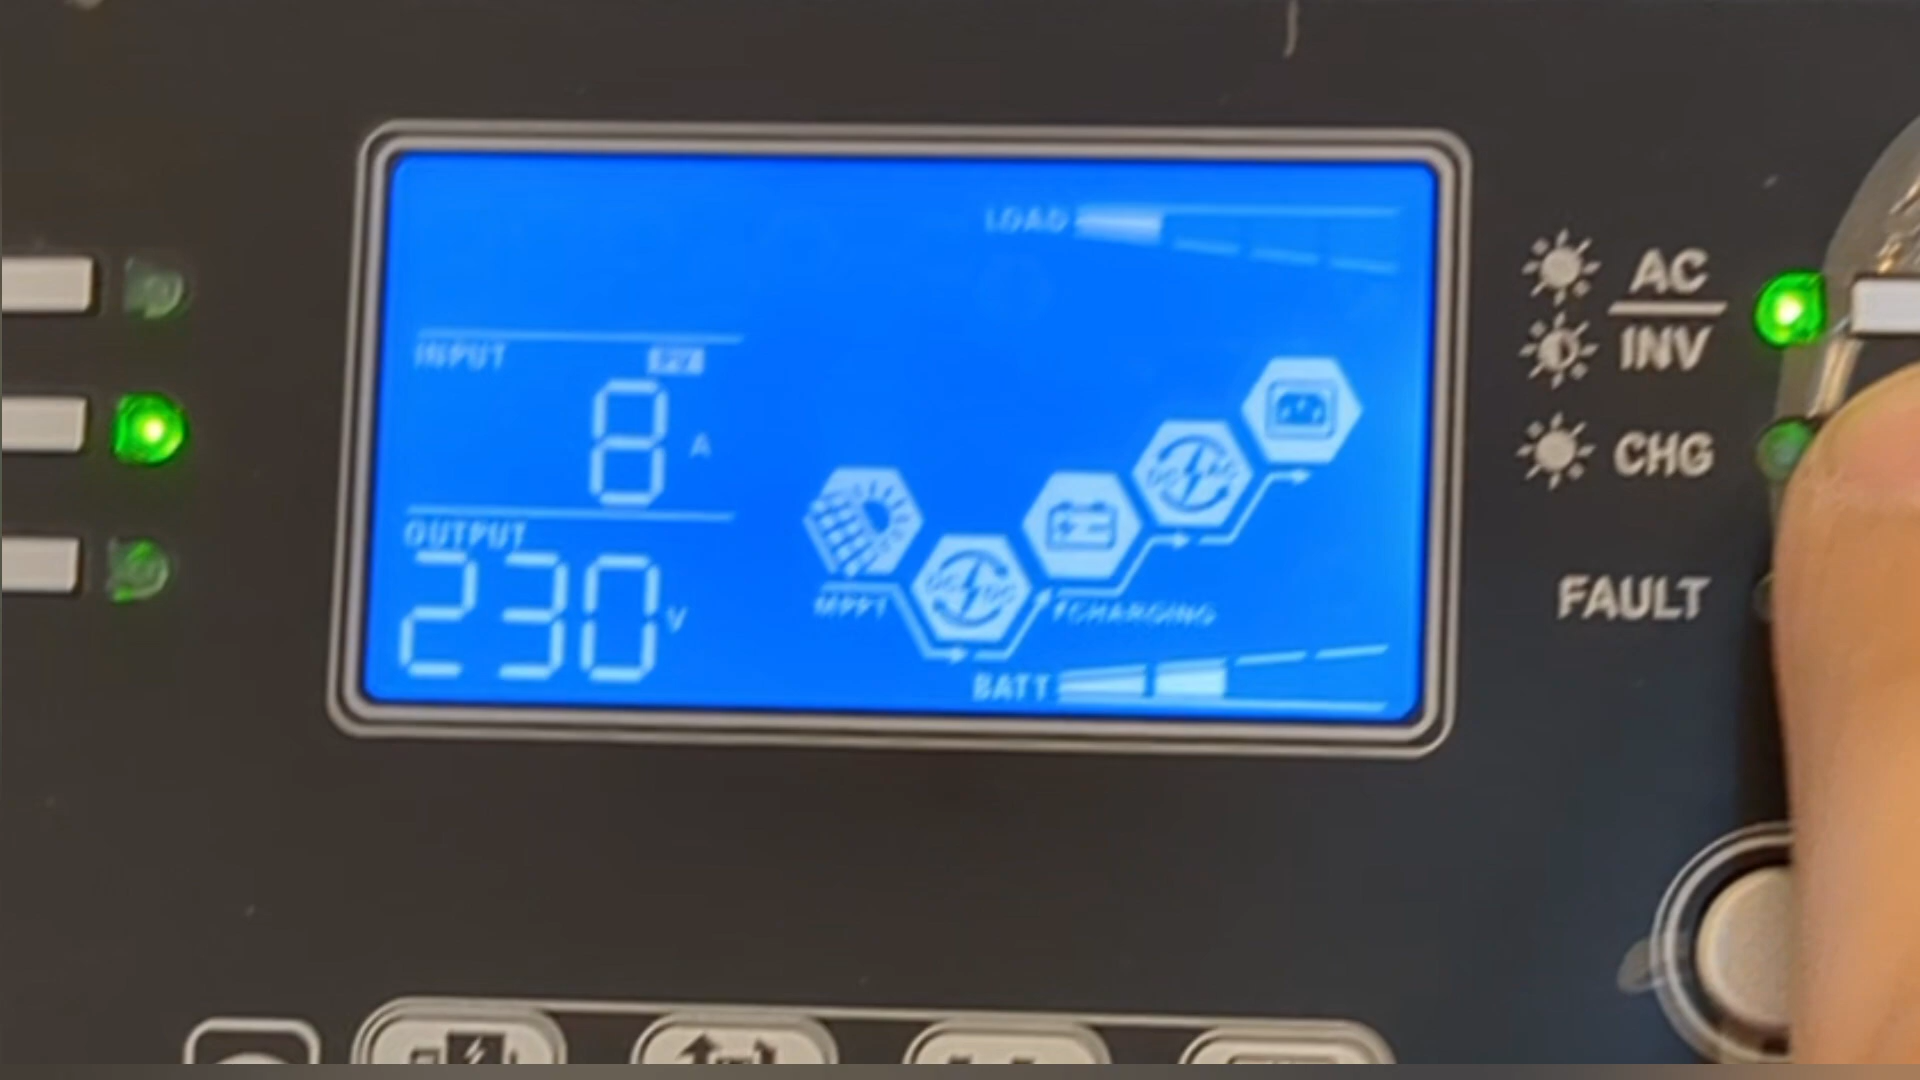 LOAD
INPUT PV
8 A
OUTPUT
230 V
MPPT
CHARGING
BATT
AC
INV
CHG
FAULT